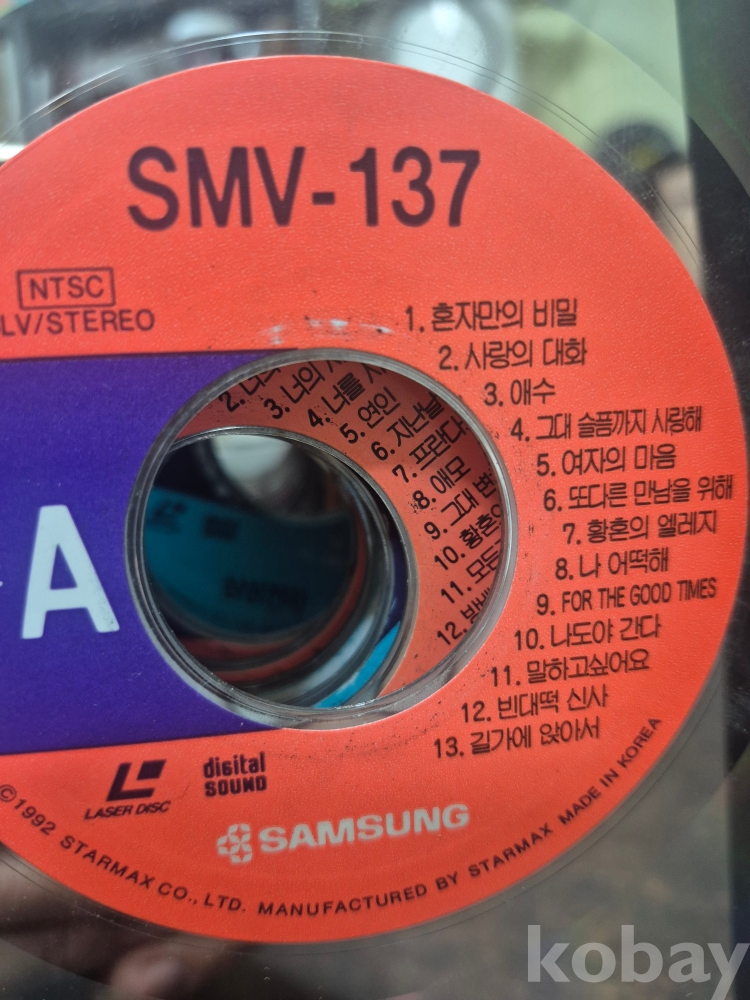 SMV-137
NTSC
LV/STEREO
1. 혼자만의 비밀
2. 사랑의 대화
3. 애수
4. 그대 슬픔까지 사랑해
5. 여자의 마음
6. 또다른 만남을 위해
7. 황혼의 엘레지
8. 나 어떡해
9. FOR THE GOOD TIMES
10. 나도야 간다
11. 말하고싶어요
12. 빈대떡 신사
13. 길가에 앉아서
2.
3. 너의
4. 너를
5. 연인
6. 지난날
7. 프런다
8. 애모
9. 그대
10.
11. 모든
12.
A
LASER DISC
digital
SOUND
SAMSUNG
©1992 STARMAX CO., LTD. MANUFACTURED BY STARMAX MADE IN KOREA
kobay